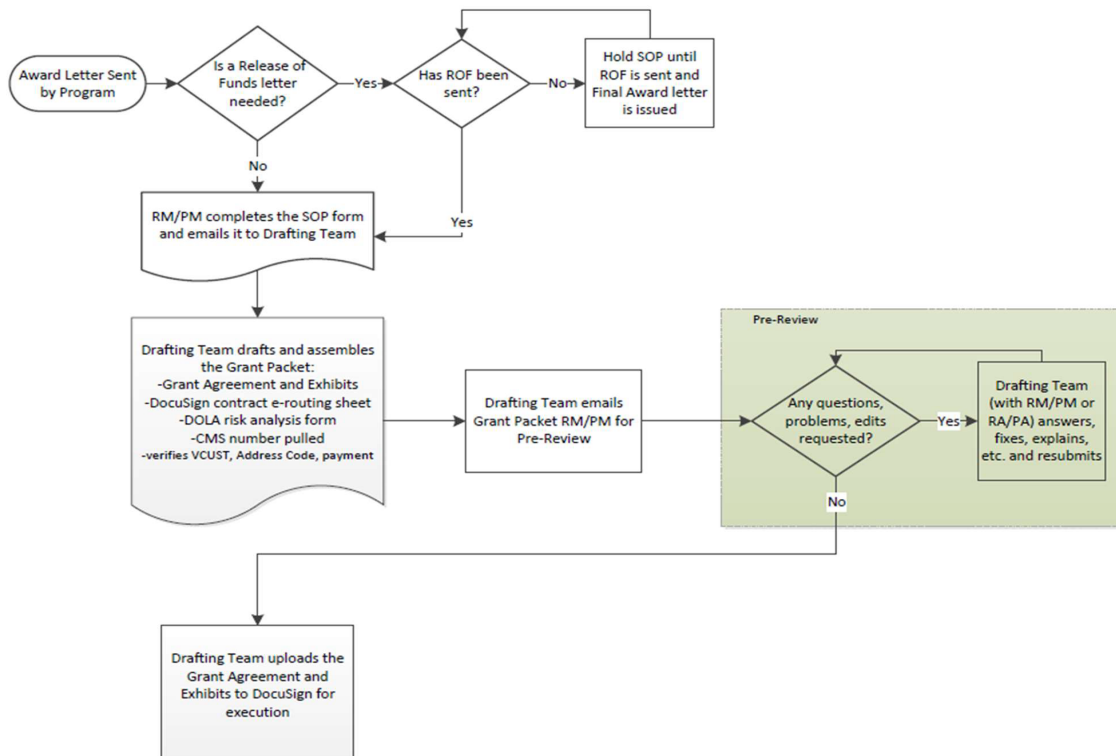 Award Letter Sent
by Program
Is a Release of
Funds letter
needed?
Yes
Has ROF been
sent?
No
Hold SOP until
ROF is sent and
Final Award letter
is issued
No
Yes
RM/PM completes the SOP form
and emails it to Drafting Team
Drafting Team drafts and assembles
the Grant Packet:
-Grant Agreement and Exhibits
-DocuSign contract e-routing sheet
-DOLA risk analysis form
-CMS number pulled
-verifies VCUST, Address Code, payment
Drafting Team emails
Grant Packet RM/PM for
Pre-Review
Pre-Review
Any questions,
problems, edits
requested?
Yes
Drafting Team
(with RM/PM or
RA/PA) answers,
fixes, explains,
etc. and resubmits
No
Drafting Team uploads the
Grant Agreement and
Exhibits to DocuSign for
execution